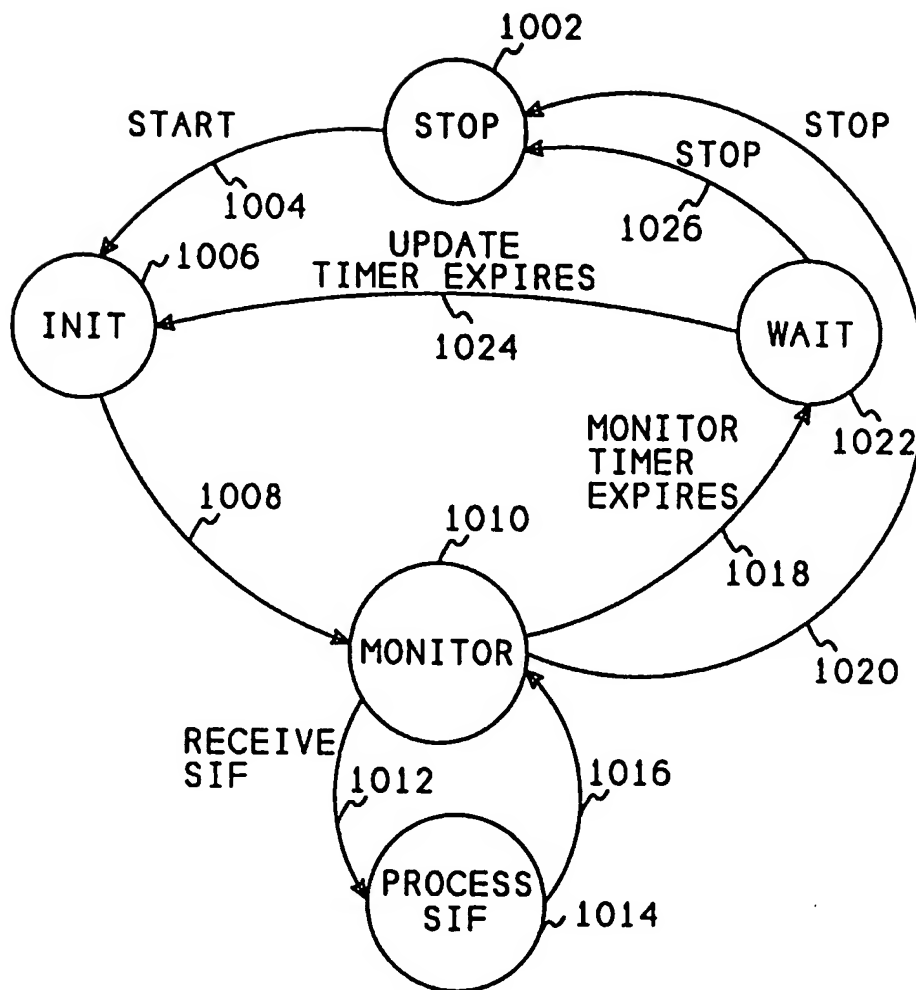 1002
START
STOP
STOP
STOP
1004
1026
1006
UPDATE
TIMER EXPIRES
INIT
1024
WAIT
1022
MONITOR
TIMER
EXPIRES
1008
1010
1018
MONITOR
1020
RECEIVE
SIF
1012
1016
PROCESS
SIF
1014